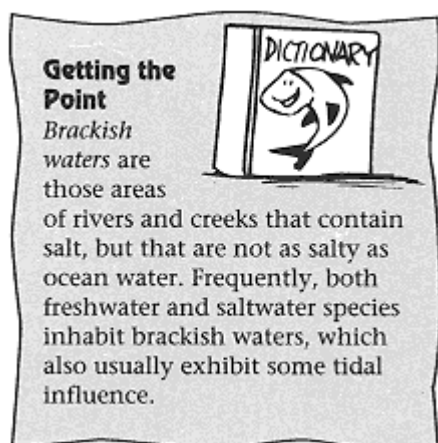 DICTIONARY
Getting the
Point
Brackish
waters are
those areas
of rivers and creeks that contain
salt, but that are not as salty as
ocean water. Frequently, both
freshwater and saltwater species
inhabit brackish waters, which
also usually exhibit some tidal
influence.